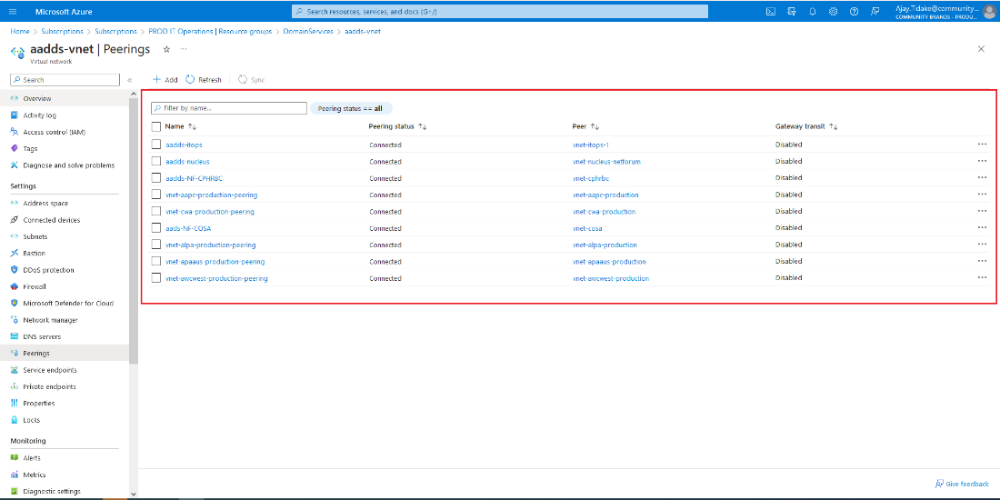 Microsoft Azure
Search resources, services, and docs (G+/)
Ajay.Tidake@community...
COMMUNITY BRANDS - PRODU...
Home > Subscriptions > Subscriptions > PROD IT Operations | Resource groups > DomainServices > aadds-vnet
aadds-vnet | Peerings
Virtual network
Search
Add Refresh Sync
Overview
Activity log
Access control (IAM)
Tags
Diagnose and solve problems
Settings
Address space
Connected devices
Subnets
Bastion
DDoS protection
Firewall
Microsoft Defender for Cloud
Network manager
DNS servers
Peerings
Service endpoints
Private endpoints
Properties
Locks
Monitoring
Alerts
Metrics
Diagnostic settings
Filter by name...
Peering status == all
Name Peering status Peer Gateway transit
aadds-itops Connected vnet-itops-1 Disabled
aadds-nucleus Connected vnet-nucleus-netforum Disabled
aadds-NF-CPHRBC Connected vnet-cphrbc Disabled
vnet-aapc-production-peering Connected vnet-aapc-production Disabled
vnet-cwa-production-peering Connected vnet-cwa-production Disabled
aads-NF-COSA Connected vnet-cosa Disabled
vnet-alpa-production-peering Connected vnet-alpa-production Disabled
vnet-apaaus-production-peering Connected vnet-apaaus-production Disabled
vnet-awcwest-production-peering Connected vnet-awcwest-production Disabled
Give feedback